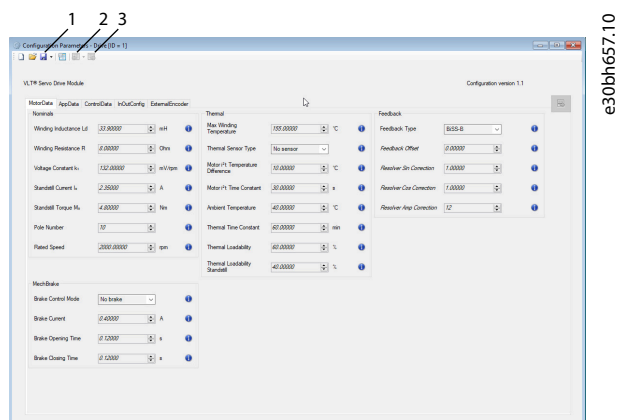 1 2 3
Configuration Parameters - Drive [ID = 1]
VLT® Servo Drive Module
Configuration version 1.1
MotorData AppData ControlData InOutConfig ExternalEncoder
Nominals
Winding Inductance Ld 33.90000 mH
Winding Resistance R 8.08000 Ohm
Voltage Constant kₑ 132.00000 mV/rpm
Standstill Current I₀ 2.35000 A
Standstill Torque M₀ 4.80000 Nm
Pole Number 10
Rated Speed 2000.00000 rpm
MechBrake
Brake Control Mode No brake
Brake Current 0.40000 A
Brake Opening Time 0.12000 s
Brake Closing Time 0.12000 s
Thermal
Max Winding
Temperature 155.00000 °C
Thermal Sensor Type No sensor
Motor I²t Temperature
Difference 10.00000 °C
Motor I²t Time Constant 30.00000 s
Ambient Temperature 40.00000 °C
Thermal Time Constant 60.00000 min
Thermal Loadability 60.00000 %
Thermal Loadability
Standstill 40.00000 %
Feedback
Feedback Type BiSS-B
Feedback Offset 0.00000
Resolver Sin Correction 1.00000
Resolver Cos Correction 1.00000
Resolver Amp Correction 12
e30bh657.10